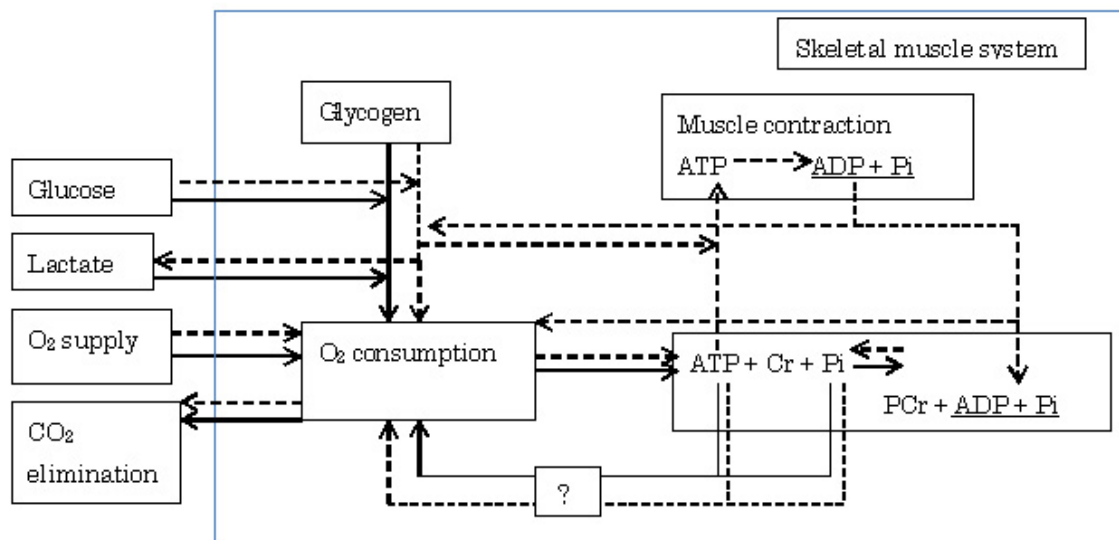 Skeletal muscle system
Glycogen
Muscle contraction
ATP ADP + Pi
Glucose
Lactate
O₂ supply
O₂ consumption
ATP + Cr + Pi
PCr + ADP + Pi
CO₂
elimination
?